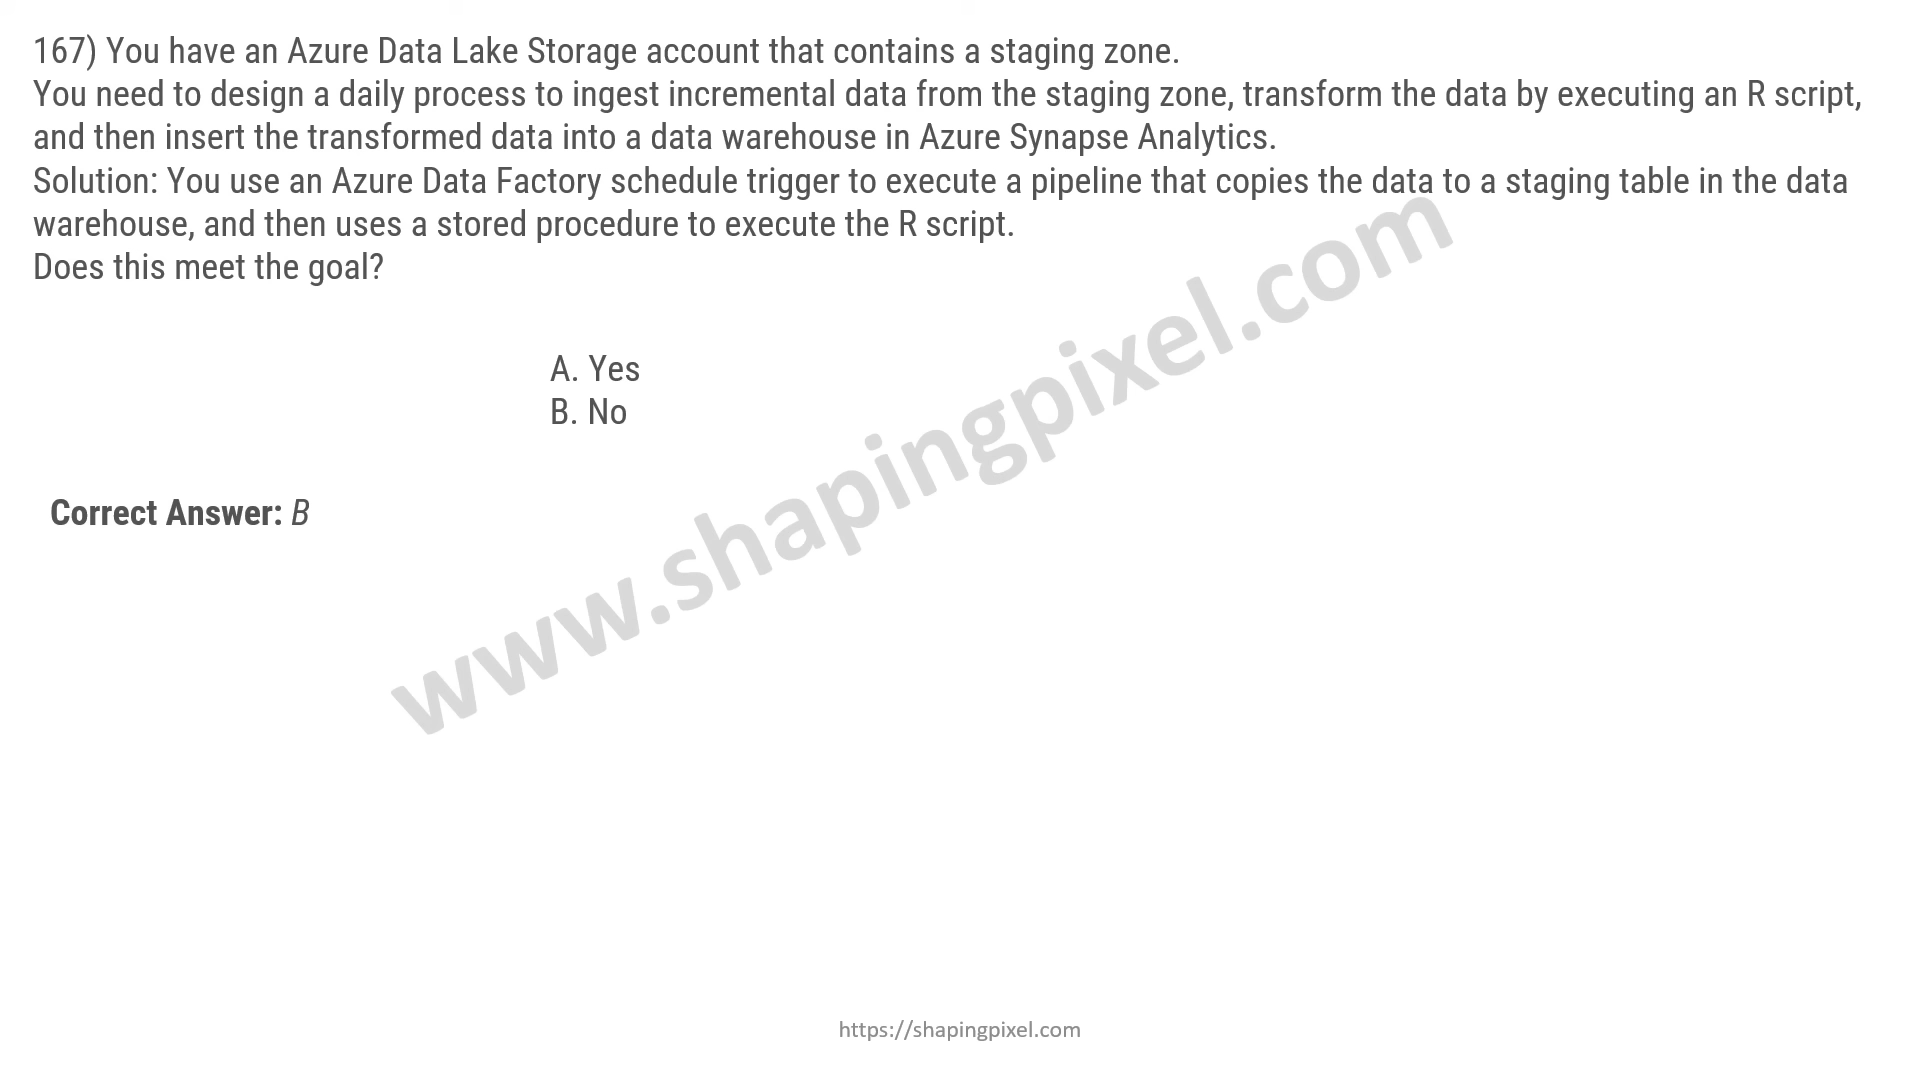 167) You have an Azure Data Lake Storage account that contains a staging zone.
You need to design a daily process to ingest incremental data from the staging zone, transform the data by executing an R script,
and then insert the transformed data into a data warehouse in Azure Synapse Analytics.
Solution: You use an Azure Data Factory schedule trigger to execute a pipeline that copies the data to a staging table in the data
warehouse, and then uses a stored procedure to execute the R script.
Does this meet the goal?
A. Yes
B. No
Correct Answer: B
www.shapingpixel.com
https://shapingpixel.com